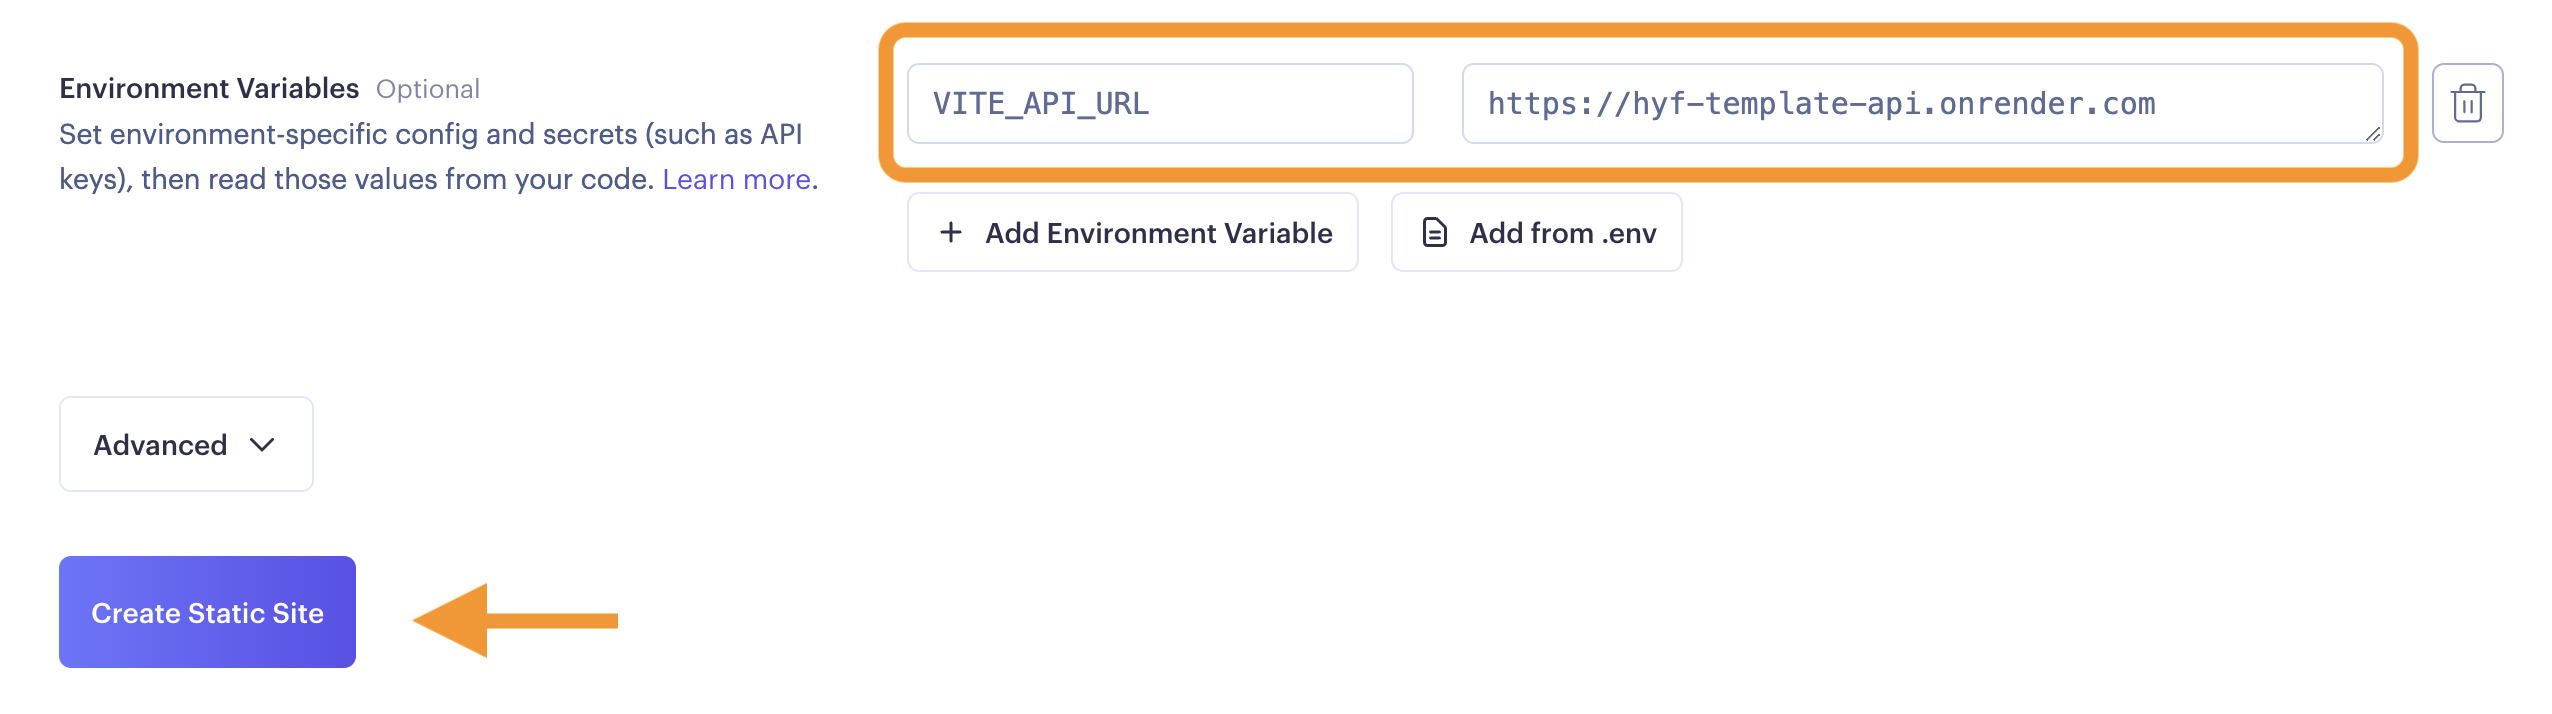 Environment Variables Optional
Set environment-specific config and secrets (such as API
keys), then read those values from your code. Learn more.
VITE_API_URL
https://hyf-template-api.onrender.com
+ Add Environment Variable
Add from .env
Advanced
Create Static Site